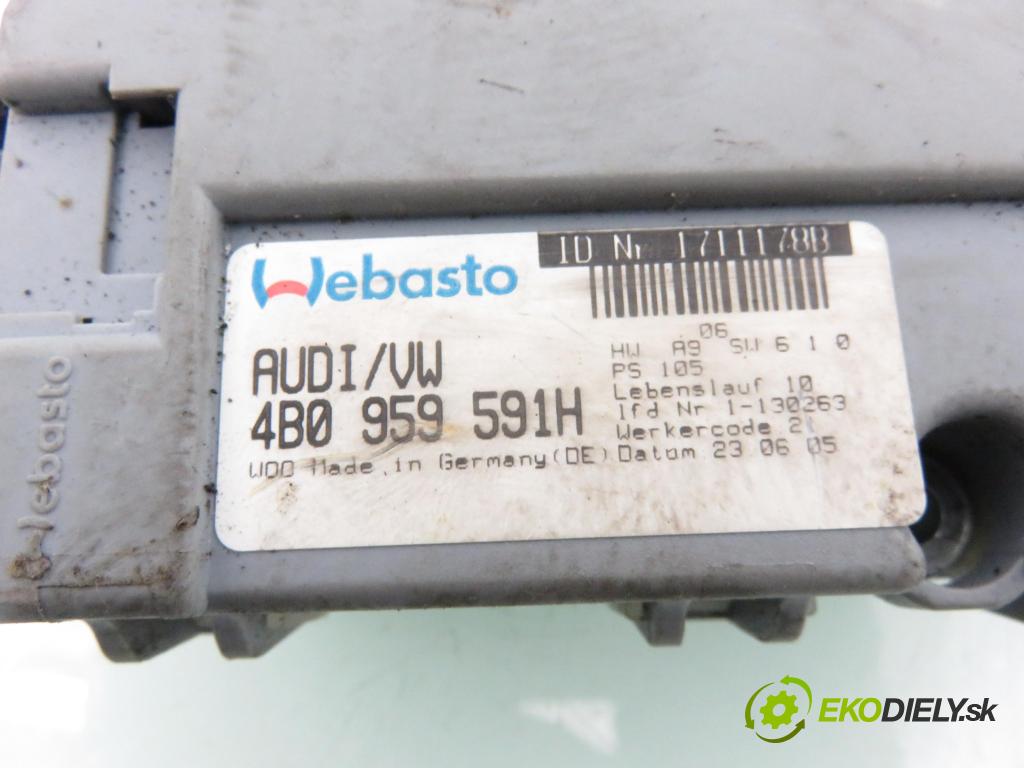 Webasto
ID Nr 1711178B
AUDI/VW
4B0 959 591H
06
HW A9 SW 6 1 0
PS 105
Lebenslauf 10
lfd Nr 1-130263
Werkercode 2
Made in Germany(DE) Datum 23 06 05
Webasto
EKODIELY.sk